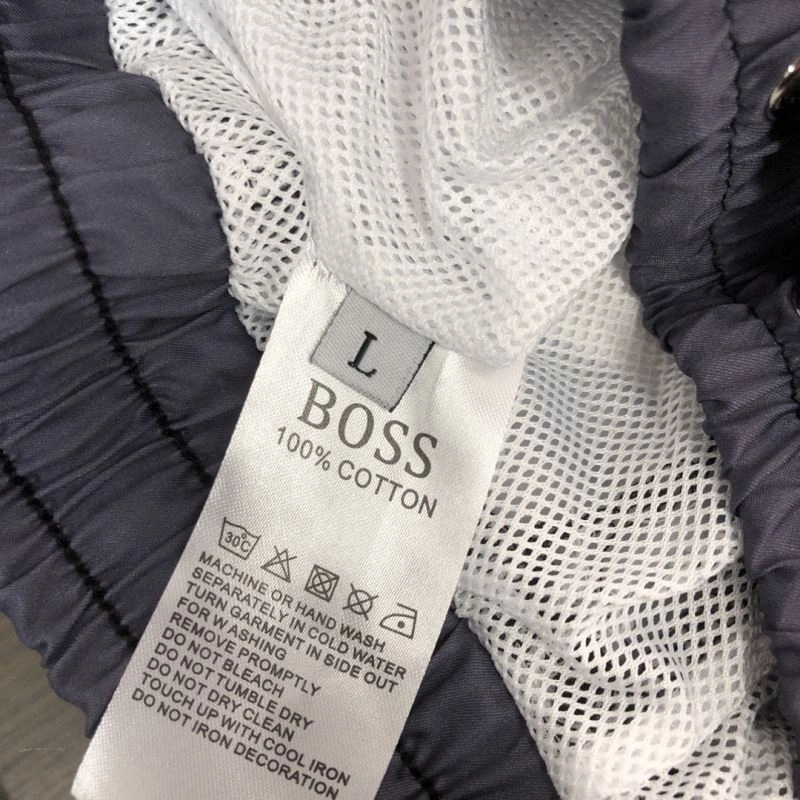 L
BOSS
100% COTTON
30°C
MACHINE OR HAND WASH
SEPARATELY IN COLD WATER
TURN GARMENT IN SIDE OUT
FOR WASHING
REMOVE PROMPTLY
DO NOT BLEACH
DO NOT TUMBLE DRY
DO NOT DRY CLEAN
TOUCH UP WITH COOL IRON
DO NOT IRON DECORATION